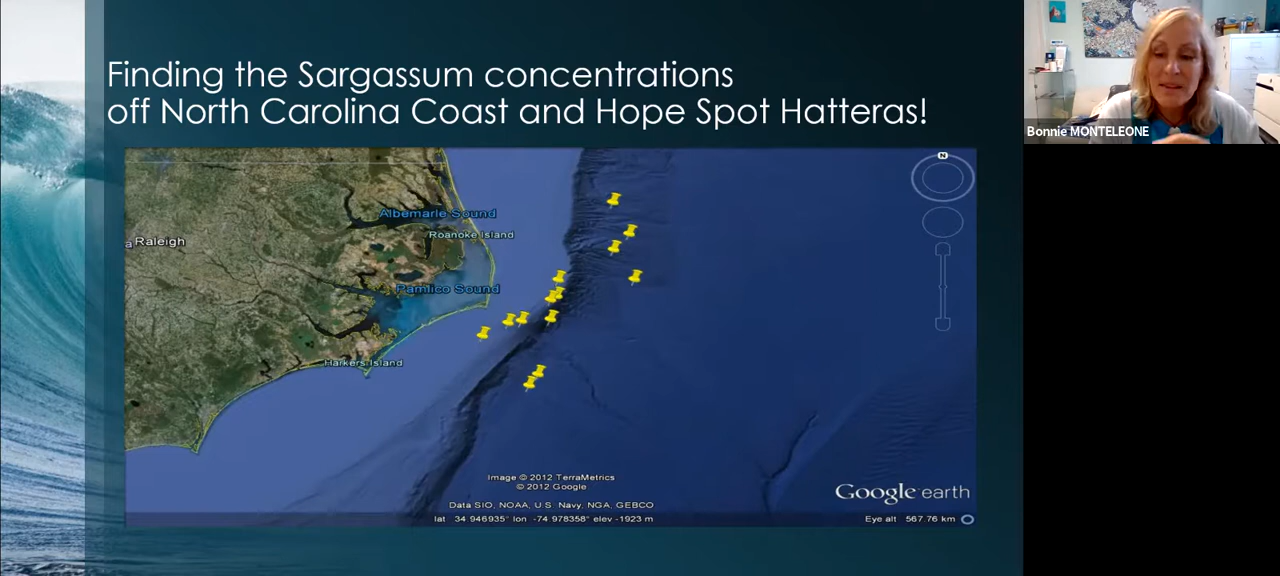 Finding the Sargassum concentrations
off North Carolina Coast and Hope Spot Hatteras!
Bonnie MONTELEONE
N
Albemarle Sound
Roanoke Island
a Raleigh
Pamlico Sound
Harkers Island
Image © 2012 TerraMetrics
© 2012 Google
Google earth
Data SIO, NOAA, U.S. Navy, NGA, GEBCO
lat 34.946935° lon -74.978358° elev -1923 m
Eye alt 567.76 km